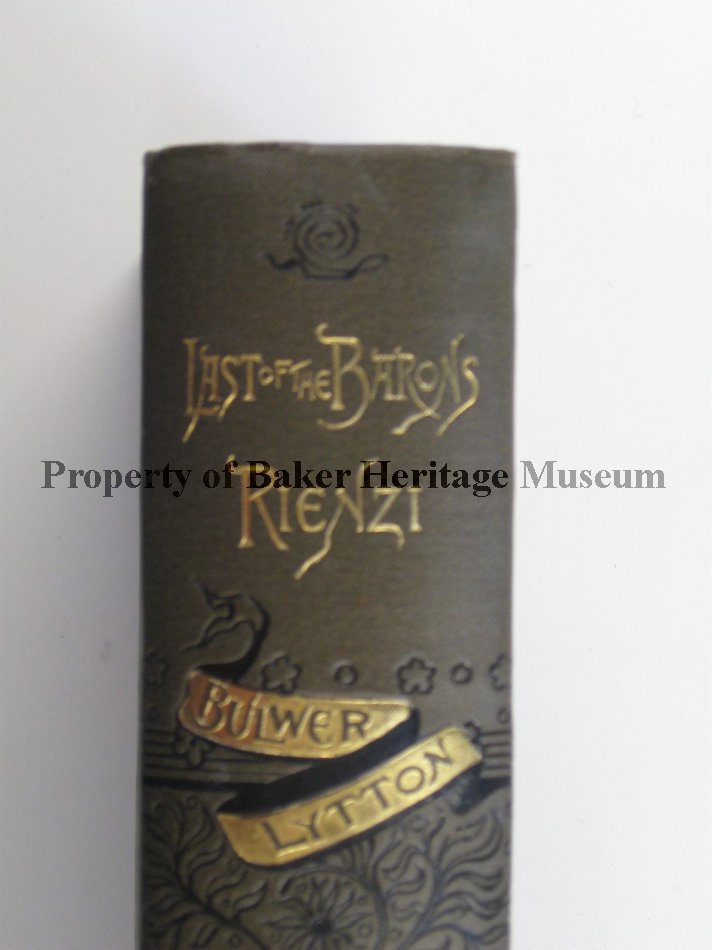 LAST OF THE BARONS
Property of Baker Heritage Museum
RIENZI
BULWER
LYTTON